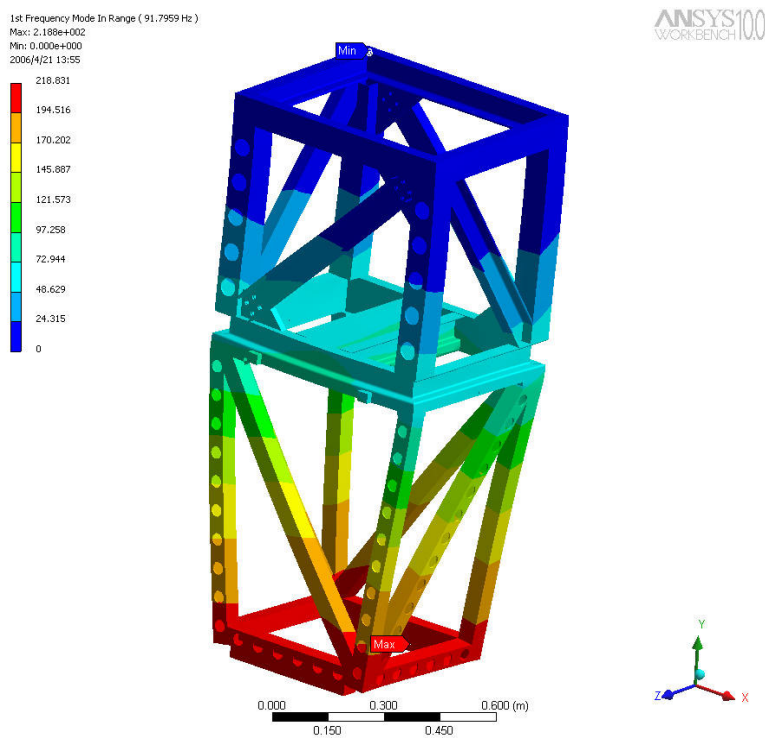 1st Frequency Mode In Range ( 91.7959 Hz )
Max: 2.188e+002
Min: 0.000e+000
2006/4/21 13:55
ANSYS 10.0
WORKBENCH
218.831
194.516
170.202
145.887
121.573
97.258
72.944
48.629
24.315
0
Min
Max
0.000
0.300
0.600 (m)
0.150
0.450
Y
Z
X